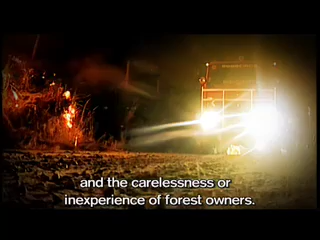 and the carelessness or
inexperience of forest owners.